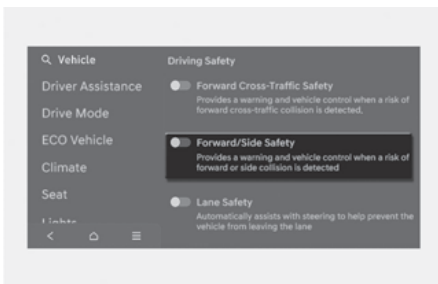 Vehicle
Driver Assistance
Drive Mode
ECO Vehicle
Climate
Seat
Lights
Driving Safety
Forward Cross-Traffic Safety
Provides a warning and vehicle control when a risk of
forward cross-traffic collision is detected,
Forward/Side Safety
Provides a warning and vehicle control when a risk of
forward or side collision is detected
Lane Safety
Automatically assists with steering to help prevent the
vehicle from leaving the lane